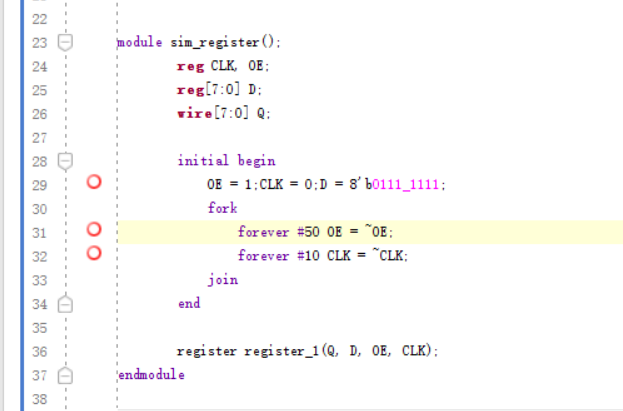 22
23 module sim_register();
24 reg CLK, OE;
25 reg[7:0] D;
26 wire[7:0] Q;
27
28 initial begin
29 OE = 1;CLK = 0;D = 8'b0111_1111;
30 fork
31 forever #50 OE = ~OE;
32 forever #10 CLK = ~CLK;
33 join
34 end
35
36 register register_1(Q, D, OE, CLK);
37 endmodule
38